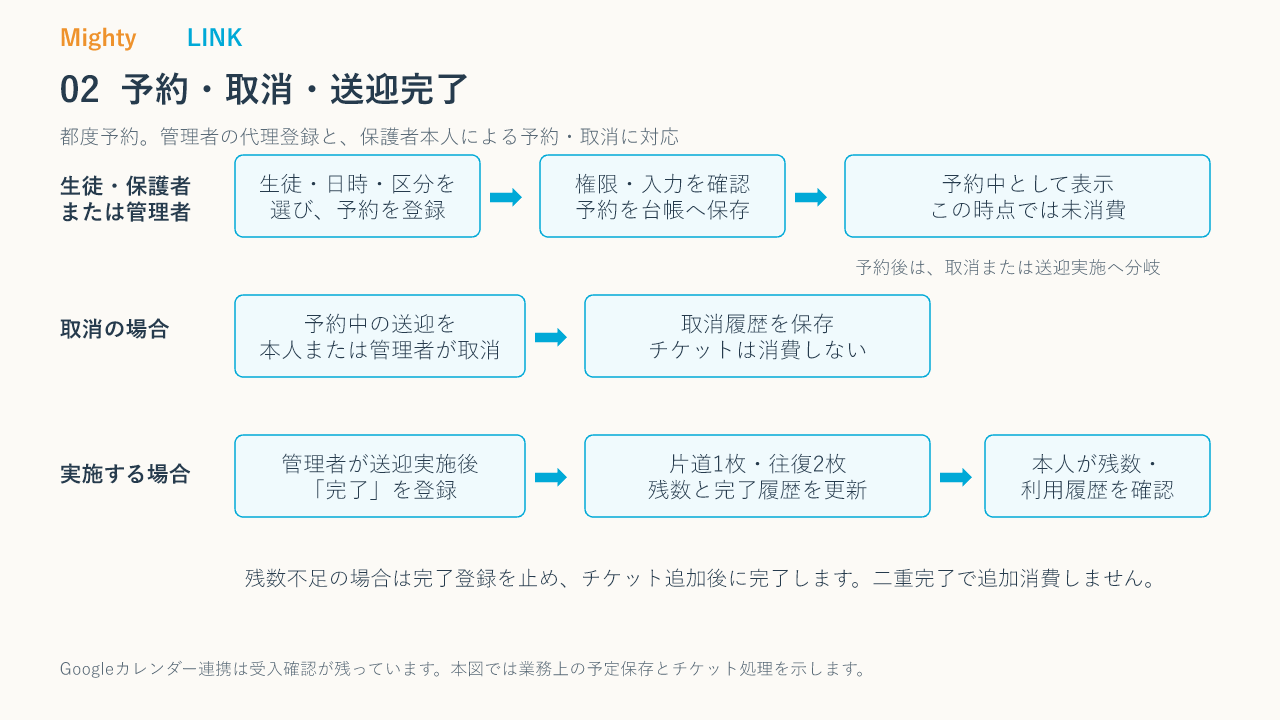 Mighty LINK
02 予約・取消・送迎完了
都度予約。管理者の代理登録と、保護者本人による予約・取消に対応
生徒・保護者
または管理者
生徒・日時・区分を
選び、予約を登録
権限・入力を確認
予約を台帳へ保存
予約中として表示
この時点では未消費
予約後は、取消または送迎実施へ分岐
取消の場合
予約中の送迎を
本人または管理者が取消
取消履歴を保存
チケットは消費しない
実施する場合
管理者が送迎実施後
「完了」を登録
片道1枚・往復2枚
残数と完了履歴を更新
本人が残数・
利用履歴を確認
残数不足の場合は完了登録を止め、チケット追加後に完了します。二重完了で追加消費しません。
Googleカレンダー連携は受入確認が残っています。本図では業務上の予定保存とチケット処理を示します。